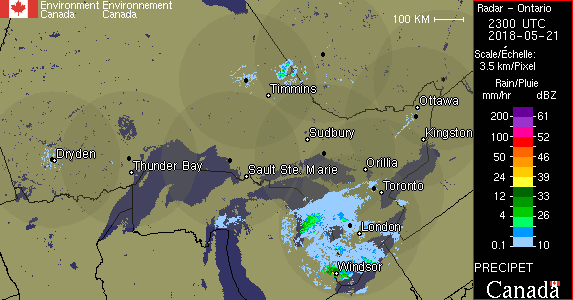 Environment Environnement
Canada Canada
100 KM
Timmins
Ottawa
Sudbury
Kingston
Dryden
Thunder Bay
Sault Ste. Marie
Orillia
Toronto
London
Windsor
Radar - Ontario
2300 UTC
2018-05-21
Scale/Échelle:
3.5 km/Pixel
Rain/Pluie
mm/hr dBZ
200 61
100 52
50 46
24 39
12 33
4 26
0.1 10
PRECIPET
Canada